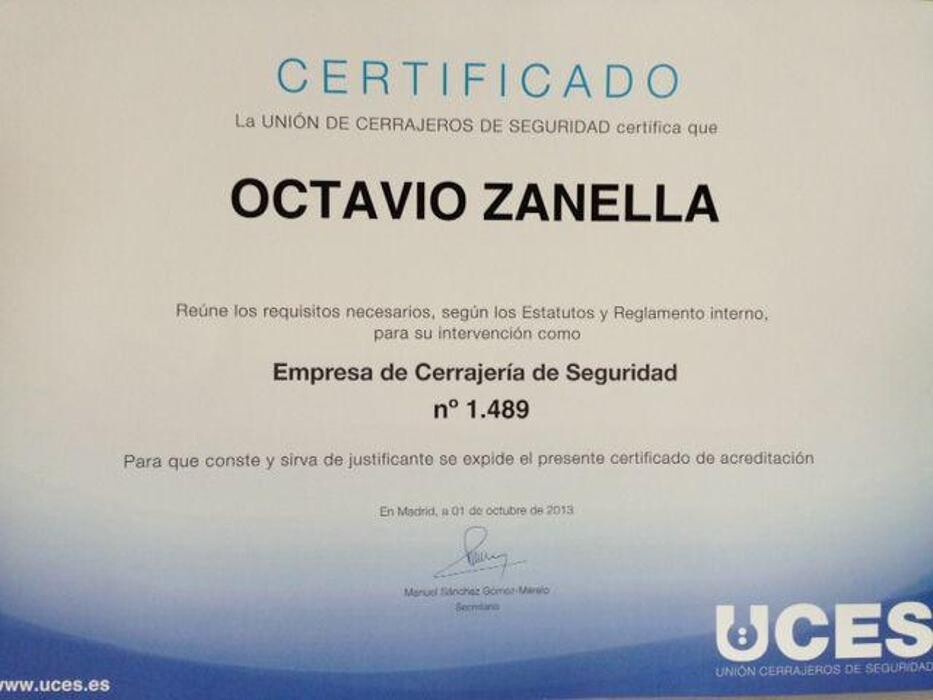 CERTIFICADO
La UNIÓN DE CERRAJEROS DE SEGURIDAD certifica que
OCTAVIO ZANELLA
Reúne los requisitos necesarios, según los Estatutos y Reglamento interno,
para su intervención como
Empresa de Cerrajería de Seguridad
nº 1.489
Para que conste y sirva de justificante se expide el presente certificado de acreditación
En Madrid, a 01 de octubre de 2013
Manuel Sánchez Gómez-Merelo
Secretario
UCES
UNIÓN CERRAJEROS DE SEGURIDAD
www.uces.es